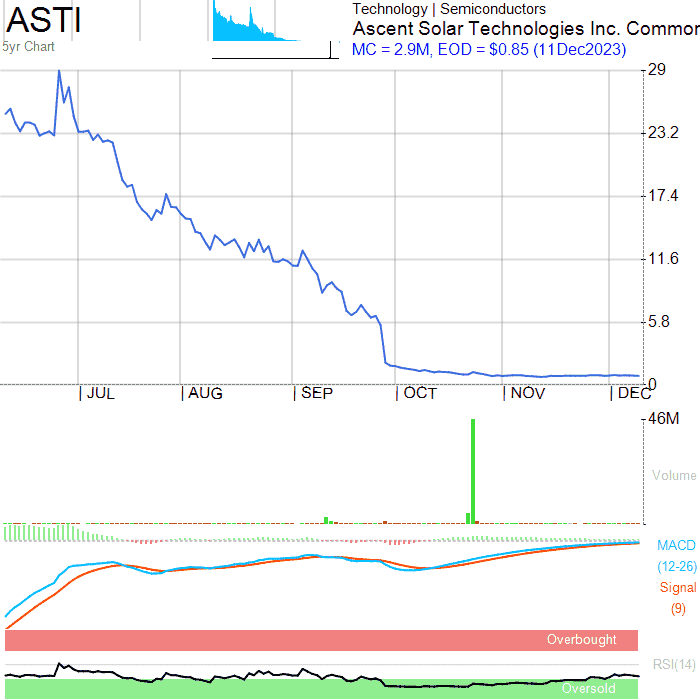 ASTI
5yr Chart
Technology | Semiconductors
Ascent Solar Technologies Inc. Common
MC = 2.9M, EOD = $0.85 (11Dec2023)
29
23.2
17.4
11.6
5.8
0
JUL AUG SEP OCT NOV DEC
46M
Volume
MACD
(12-26)
Signal
(9)
Overbought
RSI(14)
Oversold